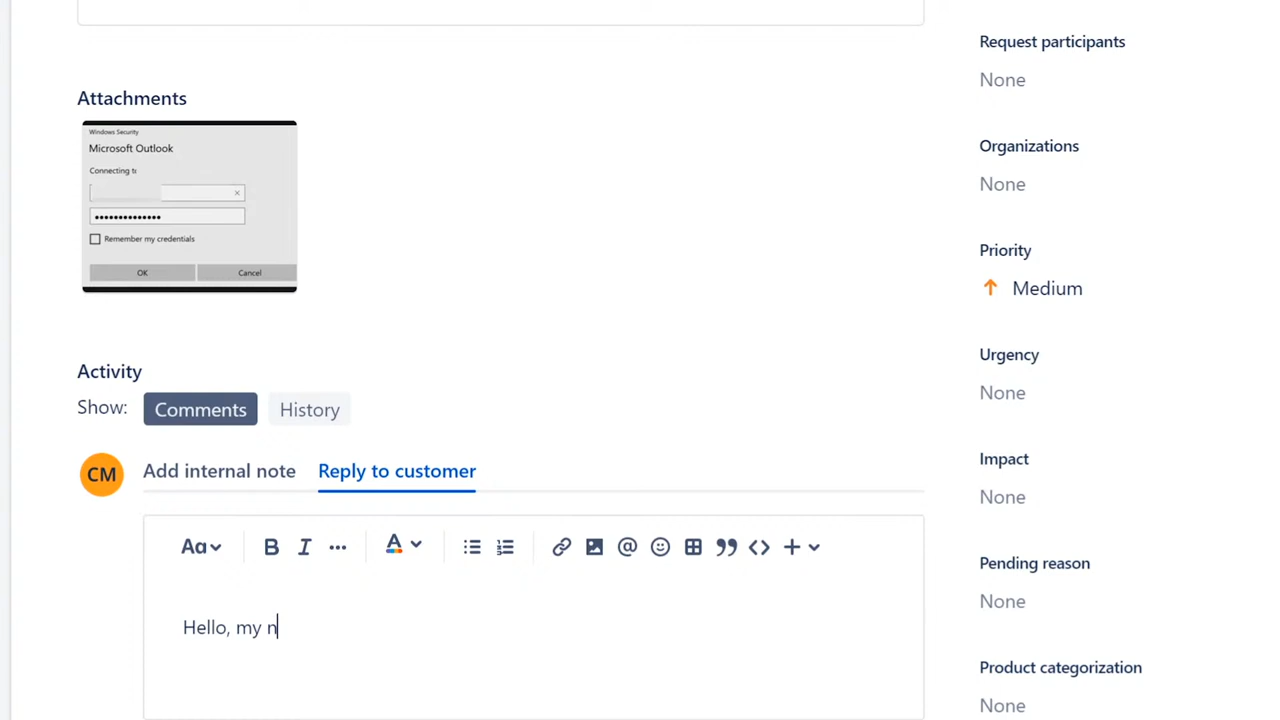 Request participants
None
Attachments
Windows Security
Microsoft Outlook
Connecting to
Remember my credentials
OK Cancel
Organizations
None
Priority
Medium
Urgency
None
Activity
Show: Comments History
Impact
None
CM Add internal note Reply to customer
Aa B I A
Pending reason
None
Hello, my n
Product categorization
None